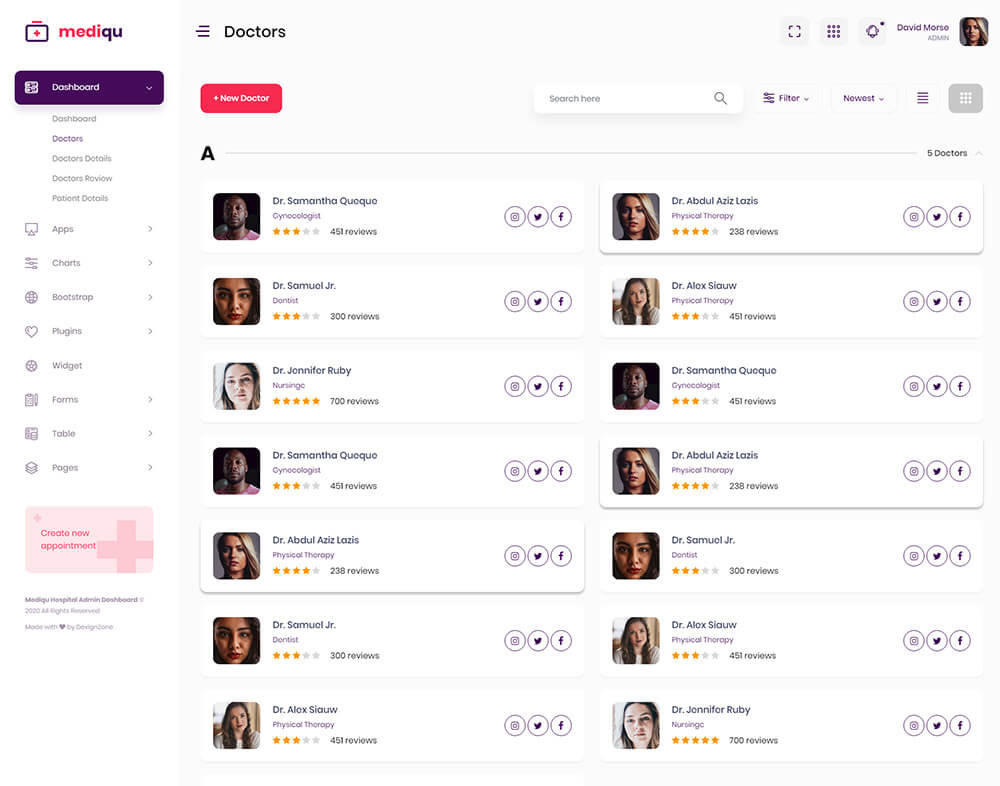 mediqu
Doctors
David Morse
ADMIN
Dashboard
Dashboard
Doctors
Doctors Details
Doctors Review
Patient Details
Apps
Charts
Bootstrap
Plugins
Widget
Forms
Table
Pages
Create new
appointment
Mediqu Hospital Admin Dashboard ©
2020 All Rights Reserved
Made with ♥ by DexignZone
+ New Doctor
Search here
Filter
Newest
A
5 Doctors
Dr. Samantha Queque
Gynecologist
451 reviews
Dr. Abdul Aziz Lazis
Physical Therapy
238 reviews
Dr. Samuel Jr.
Dentist
300 reviews
Dr. Alex Siauw
Physical Therapy
451 reviews
Dr. Jennifer Ruby
Nursingc
700 reviews
Dr. Samantha Queque
Gynecologist
451 reviews
Dr. Samantha Queque
Gynecologist
451 reviews
Dr. Abdul Aziz Lazis
Physical Therapy
238 reviews
Dr. Abdul Aziz Lazis
Physical Therapy
238 reviews
Dr. Samuel Jr.
Dentist
300 reviews
Dr. Samuel Jr.
Dentist
300 reviews
Dr. Alex Siauw
Physical Therapy
451 reviews
Dr. Alex Siauw
Physical Therapy
451 reviews
Dr. Jennifer Ruby
Nursingc
700 reviews